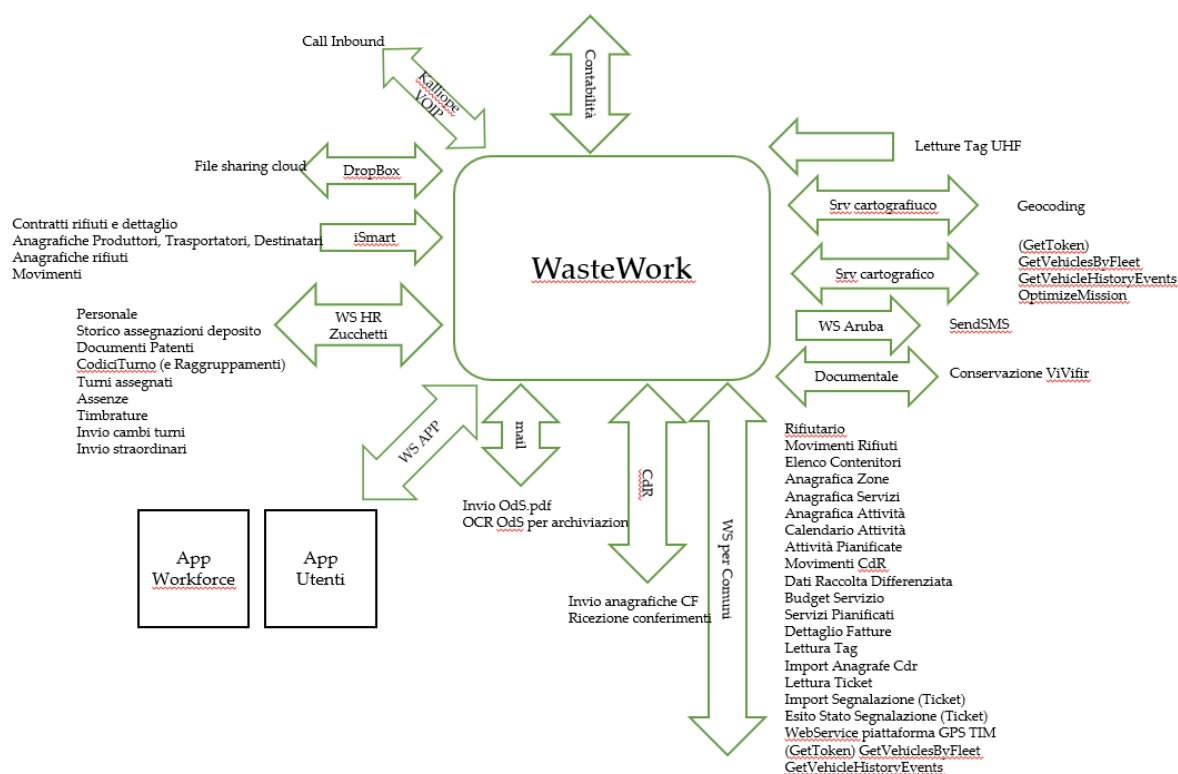 Call Inbound
Kalliope
VOIP
Contabilità
File sharing cloud
DropBox
Letture Tag UHF
Contratti rifiuti e dettaglio
Anagrafiche Produttori, Trasportatori, Destinatari
Anagrafiche rifiuti
Movimenti
iSmart
WasteWork
Srv cartografiuco
Geocoding
Srv cartografico
(GetToken)
GetVehiclesByFleet
GetVehicleHistoryEvents
OptimizeMission
Personale
Storico assegnazioni deposito
Documenti Patenti
CodiciTurno (e Raggruppamenti)
Turni assegnati
Assenze
Timbrature
Invio cambi turni
Invio straordinari
WS HR
Zucchetti
WS Aruba
SendSMS
Documentale
Conservazione ViVifir
WS APP
mail
CdR
WS per Comuni
Invio OdS.pdf
OCR OdS per archiviazion
App
Workforce
App
Utenti
Invio anagrafiche CF
Ricezione conferimenti
Rifiutario
Movimenti Rifiuti
Elenco Contenitori
Anagrafica Zone
Anagrafica Servizi
Anagrafica Attività
Calendario Attività
Attività Pianificate
Movimenti CdR
Dati Raccolta Differenziata
Budget Servizio
Servizi Pianificati
Dettaglio Fatture
Lettura Tag
Import Anagrafe Cdr
Lettura Ticket
Import Segnalazione (Ticket)
Esito Stato Segnalazione (Ticket)
WebService piattaforma GPS TIM
(GetToken) GetVehiclesByFleet
GetVehicleHistoryEvents